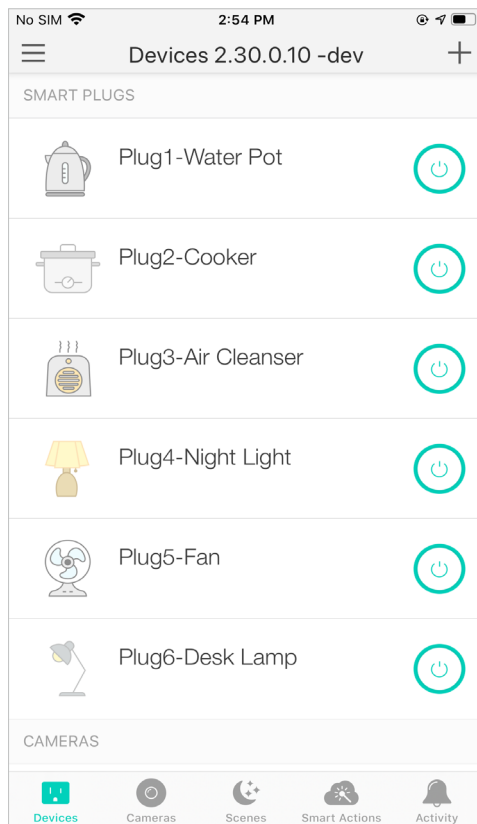 No SIM 2:54 PM
Devices 2.30.0.10 -dev
SMART PLUGS
Plug1-Water Pot
Plug2-Cooker
Plug3-Air Cleanser
Plug4-Night Light
Plug5-Fan
Plug6-Desk Lamp
CAMERAS
Devices Cameras Scenes Smart Actions Activity